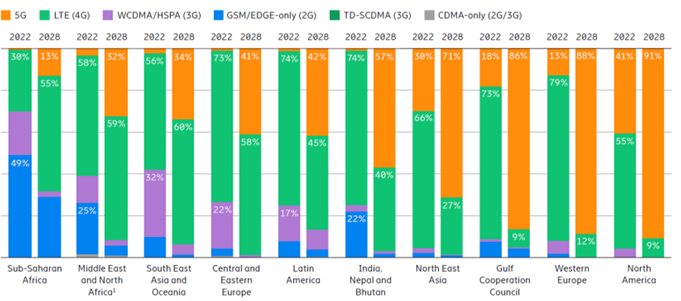 5G LTE (4G) WCDMA/HSPA (3G) GSM/EDGE-only (2G) TD-SCDMA (3G) CDMA-only (2G/3G)
2022 2028 2022 2028 2022 2028 2022 2028 2022 2028 2022 2028 2022 2028 2022 2028 2022 2028 2022 2028
30% 13% 58% 32% 56% 34% 73% 41% 74% 42% 74% 57% 30% 71% 18% 86% 13% 88% 41% 91%
55% 59% 60% 58% 45% 40% 66% 27% 73% 9% 79% 12% 55% 9%
49% 25% 32% 22% 17% 22%
Sub-Saharan
Africa
Middle East
and North
Africa¹
South East
Asia and
Oceania
Central and
Eastern
Europe
Latin
America
India,
Nepal and
Bhutan
North East
Asia
Gulf
Cooperation
Council
Western
Europe
North
America